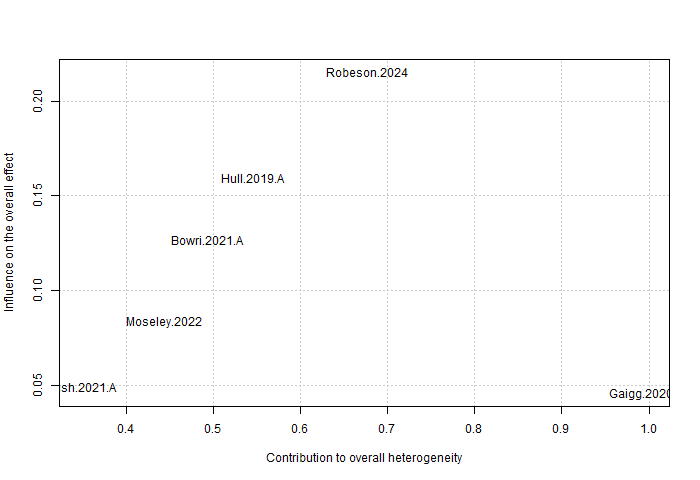 Robeson.2024
Hull.2019.A
Bowri.2021.A
Moseley.2022
sh.2021.A
Gaigg.2020
0.20
0.15
0.10
0.05
Influence on the overall effect
0.4 0.5 0.6 0.7 0.8 0.9 1.0
Contribution to overall heterogeneity